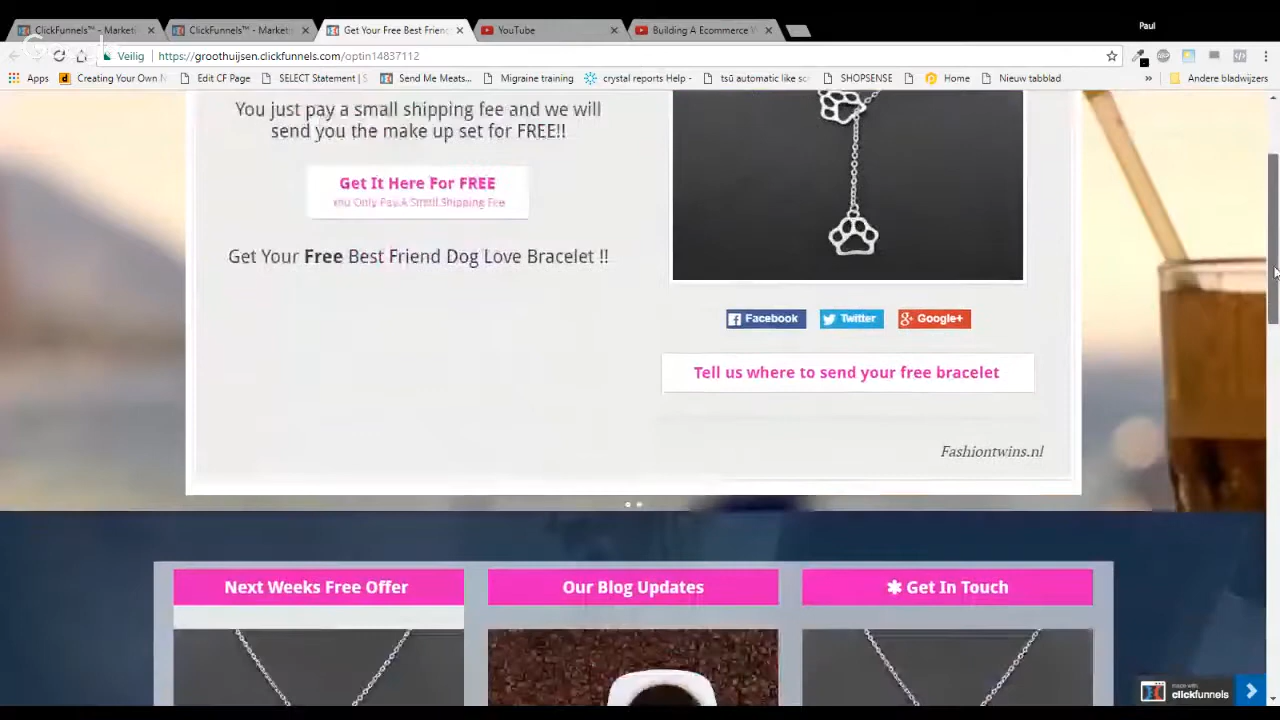 Paul
ClickFunnels™ - Marketi
ClickFunnels™ - Marketi
Get Your Free Best Frien
YouTube
Building A Ecommerce
Veilig
https://groothuijsen.clickfunnels.com/optin14837112
Apps
Creating Your Own
Edit CF Page
SELECT Statement (
Send Me Meats...
Migraine training
crystal reports Help -
tsū automatic like sc
SHOPSENSE
Home
Nieuw tabblad
»
Andere bladwijzers
You just pay a small shipping fee and we will
send you the make up set for FREE!!
Get It Here For FREE
You Only Pay A Small Shipping Fee
Get Your Free Best Friend Dog Love Bracelet !!
Facebook
Twitter
Google+
Tell us where to send your free bracelet
Fashiontwins.nl
Next Weeks Free Offer
Our Blog Updates
✱ Get In Touch
made with
clickfunnels